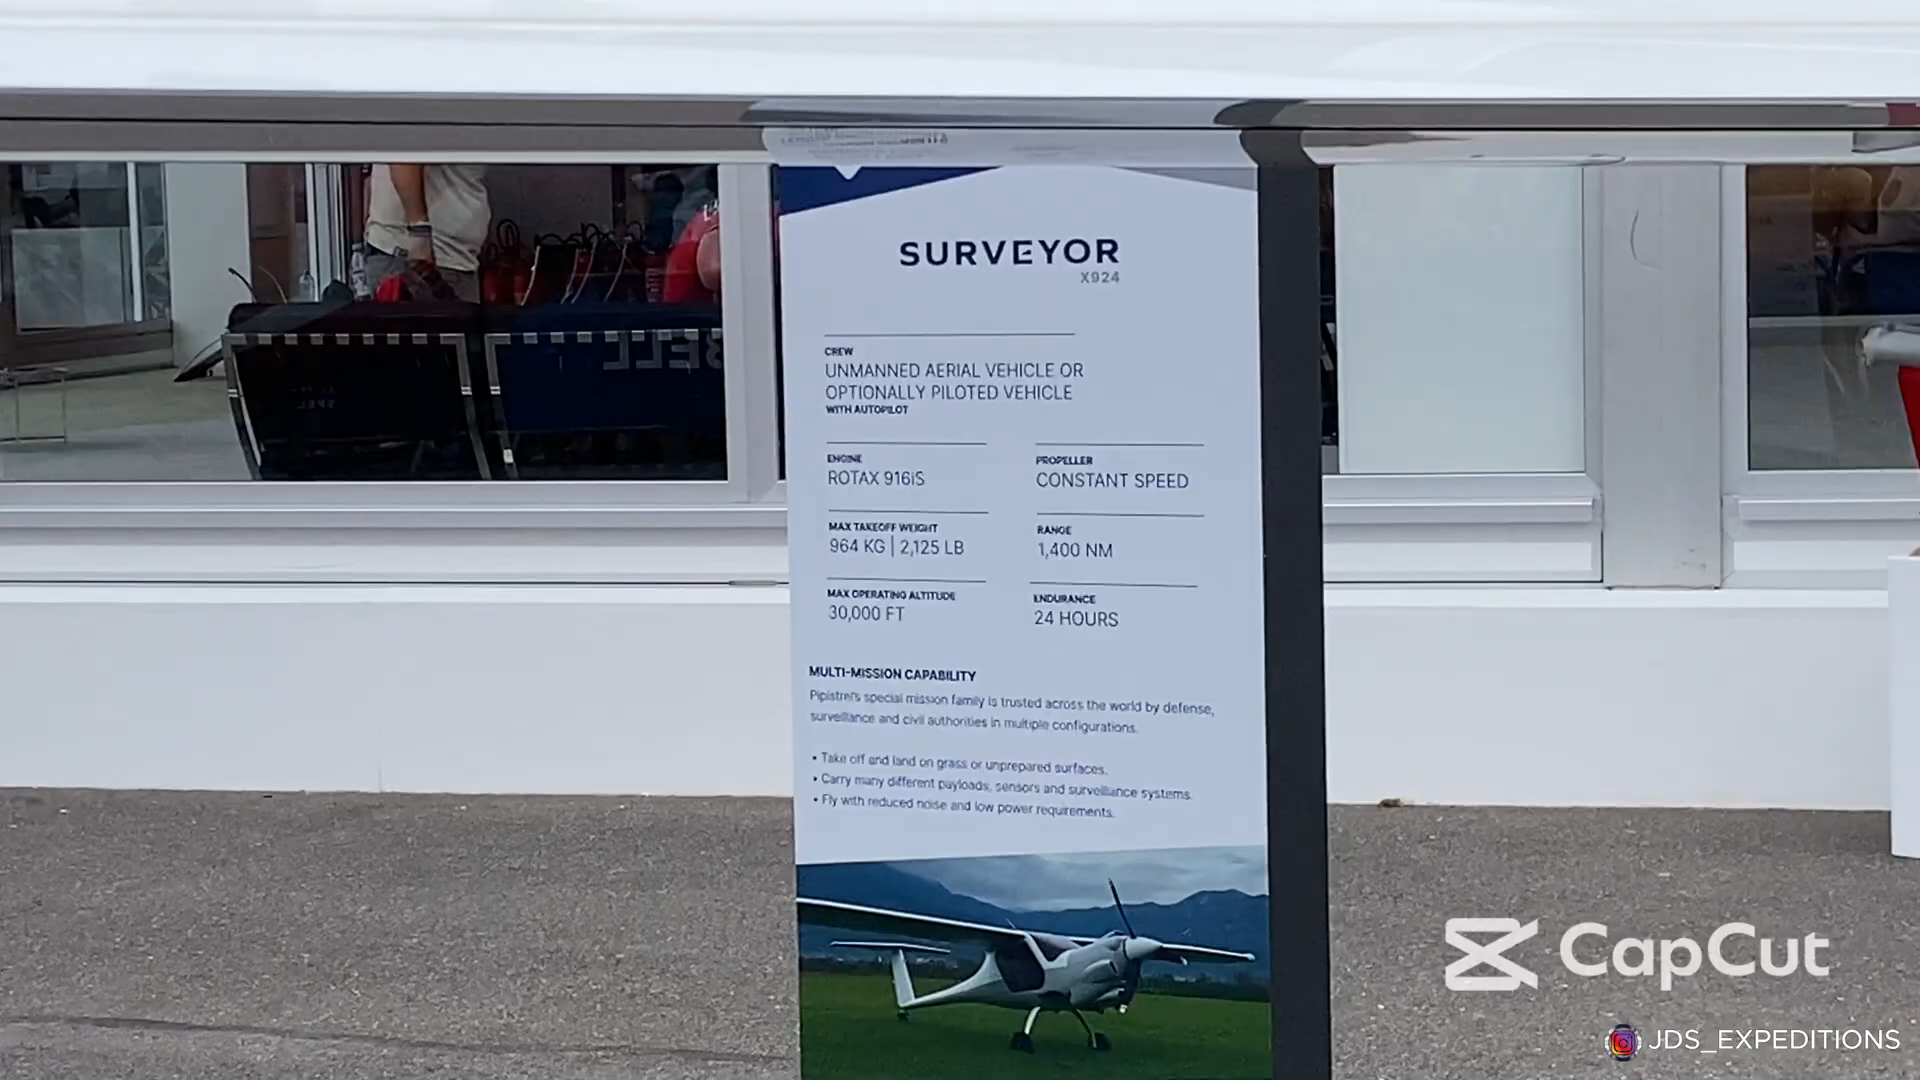 SURVEYOR
X924
CREW
UNMANNED AERIAL VEHICLE OR
OPTIONALLY PILOTED VEHICLE
WITH AUTOPILOT
ENGINE
ROTAX 916iS
PROPELLER
CONSTANT SPEED
MAX TAKEOFF WEIGHT
964 KG | 2,125 LB
RANGE
1,400 NM
MAX OPERATING ALTITUDE
30,000 FT
ENDURANCE
24 HOURS
MULTI-MISSION CAPABILITY
Pipistrel's special mission family is trusted across the world by defense,
surveillance and civil authorities in multiple configurations.
• Take off and land on grass or unprepared surfaces.
• Carry many different payloads, sensors and surveillance systems.
• Fly with reduced noise and low power requirements.
BELL
CapCut
JDS_EXPEDITIONS